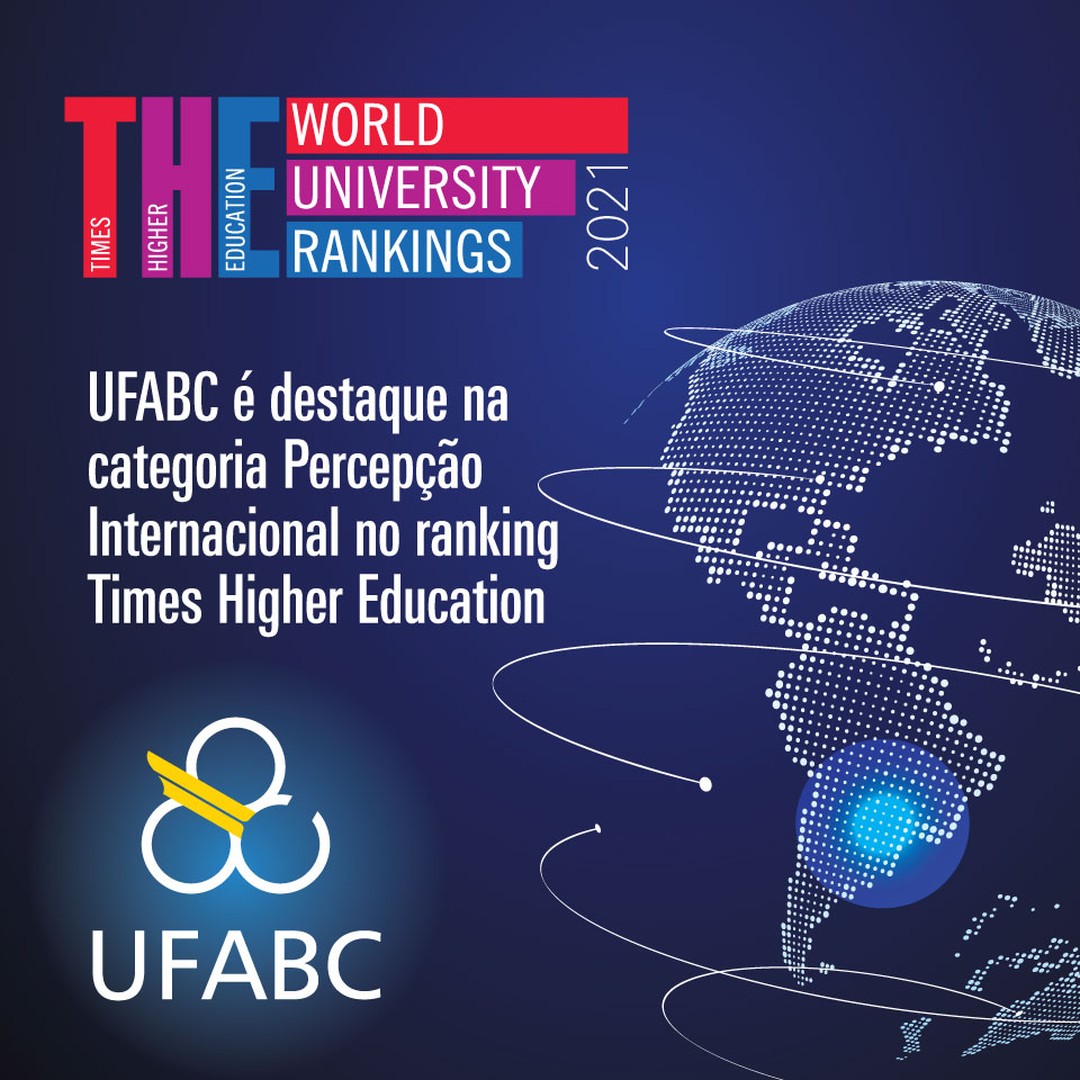 THE
TIMES
HIGHER
EDUCATION
WORLD
UNIVERSITY
RANKINGS
2021
UFABC é destaque na
categoria Percepção
Internacional no ranking
Times Higher Education
UFABC